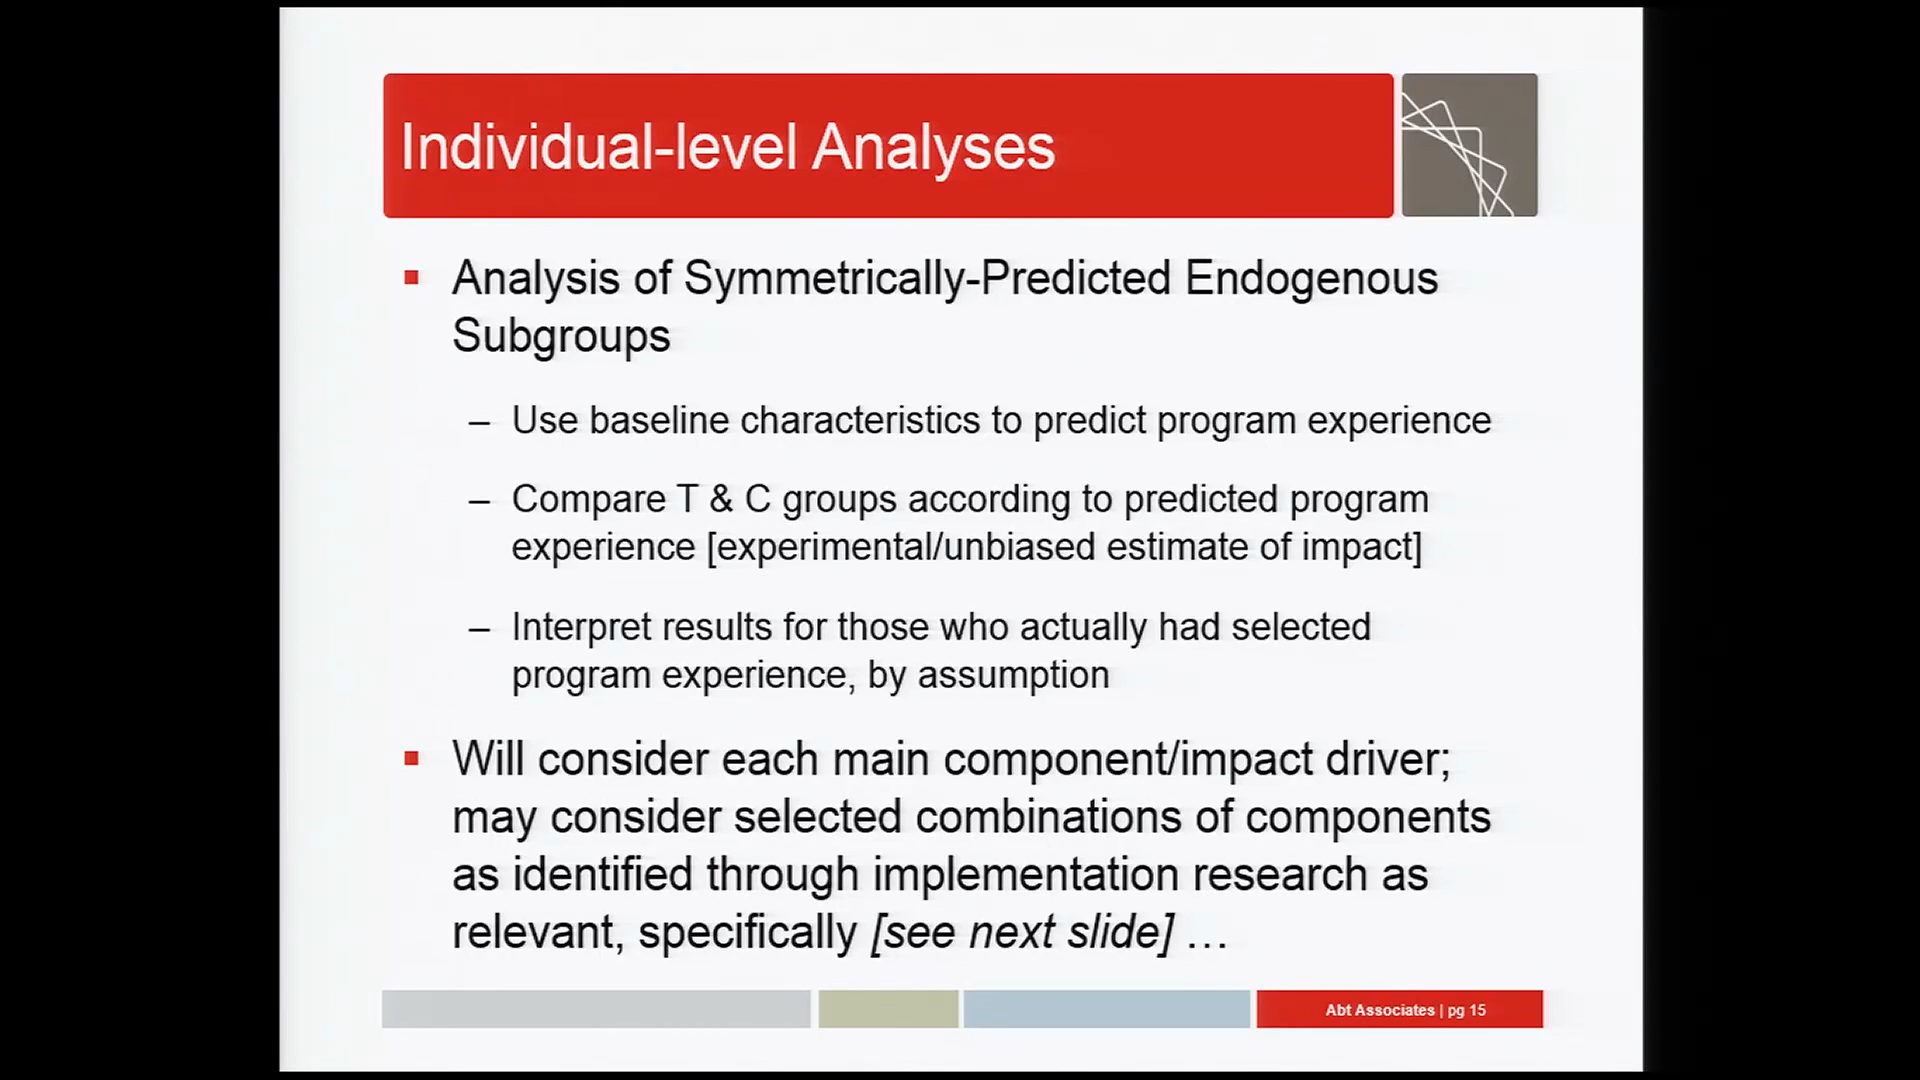 Individual-level Analyses
Analysis of Symmetrically-Predicted Endogenous
Subgroups
– Use baseline characteristics to predict program experience
– Compare T & C groups according to predicted program
experience [experimental/unbiased estimate of impact]
– Interpret results for those who actually had selected
program experience, by assumption
Will consider each main component/impact driver;
may consider selected combinations of components
as identified through implementation research as
relevant, specifically [see next slide] …
Abt Associates | pg 15